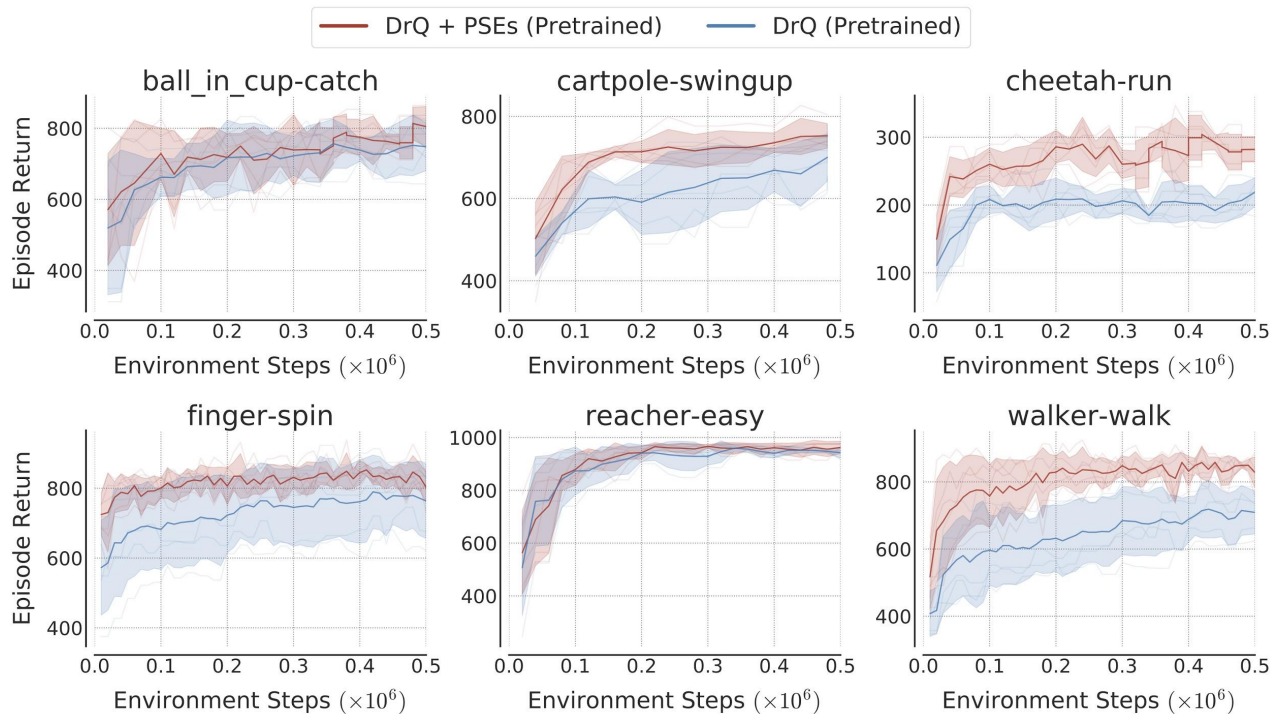 DrQ + PSEs (Pretrained) DrQ (Pretrained)
ball_in_cup-catch cartpole-swingup cheetah-run
Episode Return
800
600
400
0.0 0.1 0.2 0.3 0.4 0.5
Environment Steps (×10⁶)
800
600
400
0.0 0.1 0.2 0.3 0.4 0.5
Environment Steps (×10⁶)
300
200
100
0.0 0.1 0.2 0.3 0.4 0.5
Environment Steps (×10⁶)
finger-spin reacher-easy walker-walk
Episode Return
800
600
400
0.0 0.1 0.2 0.3 0.4 0.5
Environment Steps (×10⁶)
1000
800
600
400
0.0 0.1 0.2 0.3 0.4 0.5
Environment Steps (×10⁶)
800
600
400
0.0 0.1 0.2 0.3 0.4 0.5
Environment Steps (×10⁶)